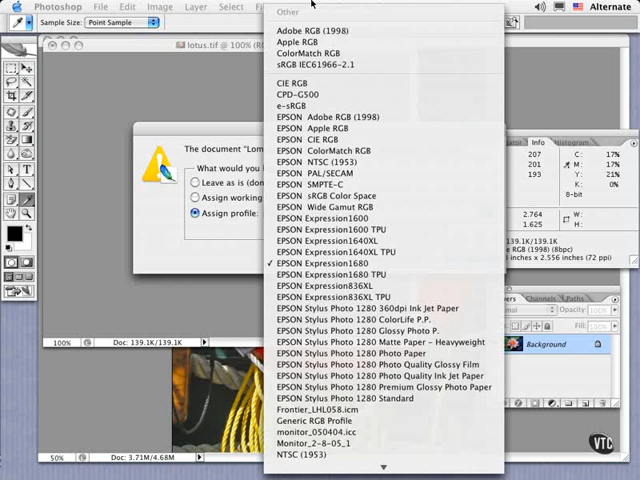 Photoshop File Edit Image Layer Select Alternate
Sample Size: Point Sample
lotus.tif @ 100%
Other
Adobe RGB (1998)
Apple RGB
ColorMatch RGB
sRGB IEC61966-2.1
CIE RGB
CPD-G500
e-sRGB
EPSON Adobe RGB (1998)
EPSON Apple RGB
EPSON CIE RGB
EPSON ColorMatch RGB
EPSON NTSC (1953)
EPSON PAL/SECAM
EPSON SMPTE-C
EPSON sRGB Color Space
EPSON Wide Gamut RGB
EPSON Expression1600
EPSON Expression1600 TPU
EPSON Expression1640XL
EPSON Expression1640XL TPU
✓ EPSON Expression1680
EPSON Expression1680 TPU
EPSON Expression836XL
EPSON Expression836XL TPU
EPSON Stylus Photo 1280 360dpi Ink Jet Paper
EPSON Stylus Photo 1280 ColorLife P.P.
EPSON Stylus Photo 1280 Glossy Photo P.
EPSON Stylus Photo 1280 Matte Paper - Heavyweight
EPSON Stylus Photo 1280 Photo Paper
EPSON Stylus Photo 1280 Photo Quality Glossy Film
EPSON Stylus Photo 1280 Photo Quality Ink Jet Paper
EPSON Stylus Photo 1280 Premium Glossy Photo Paper
EPSON Stylus Photo 1280 Standard
Frontier_LHL058.icm
Generic RGB Profile
monitor_050404.icc
Monitor_2-8-05_1
NTSC (1953)
The document "Lom
What would you l
Leave as is (don
Assign working
Assign profile:
100% Doc: 139.1K/139.1K
50% Doc: 3.71M/4.68M
Info Histogram
207 C: 17%
201 M: 17%
193 Y: 21%
K: 0%
8-bit
2.764 W:
1.625 H:
139.1K/139.1K
RGB (1998) (8bpc)
inches x 2.556 inches (72 ppi)
Channels Paths
Opacity: 100%
Fill: 100%
Background
VTC